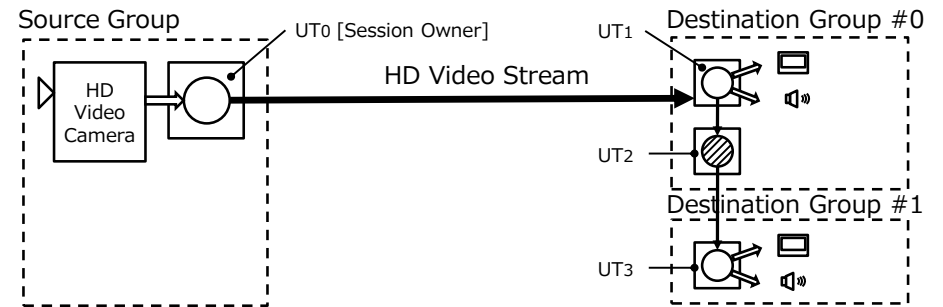 Source Group
UT0 [Session Owner]
UT1
Destination Group #0
HD Video Stream
HD
Video
Camera
UT2
Destination Group #1
UT3